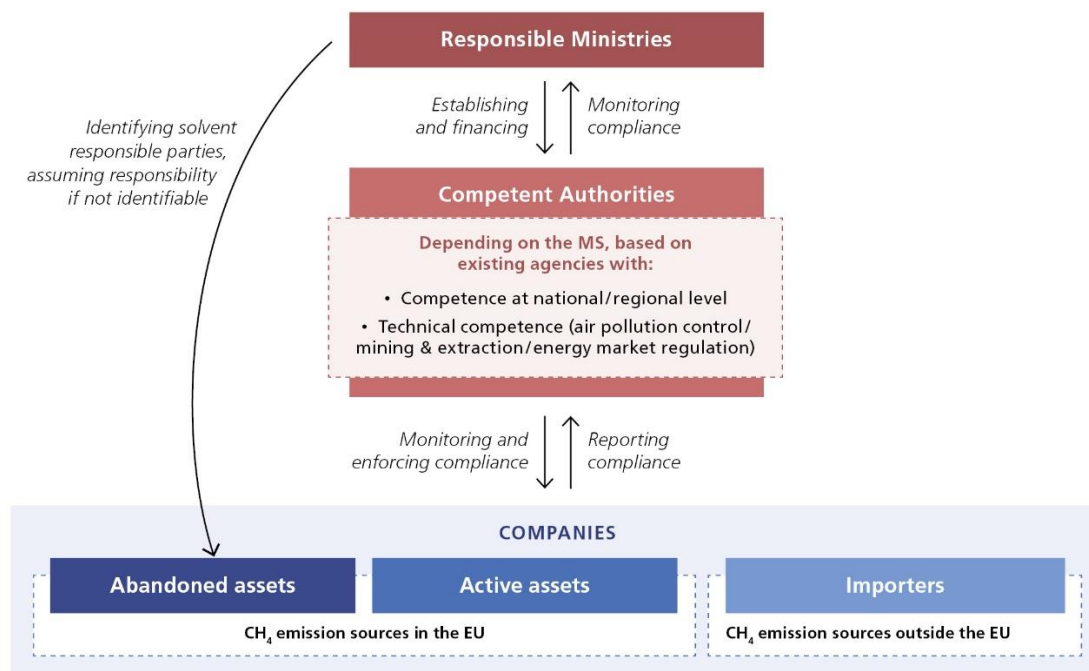 Responsible Ministries
Establishing
and financing
Monitoring
compliance
Identifying solvent
responsible parties,
assuming responsibility
if not identifiable
Competent Authorities
Depending on the MS, based on
existing agencies with:
• Competence at national/regional level
• Technical competence (air pollution control/
mining & extraction/energy market regulation)
Monitoring and
enforcing compliance
Reporting
compliance
COMPANIES
Abandoned assets
Active assets
Importers
CH₄ emission sources in the EU
CH₄ emission sources outside the EU